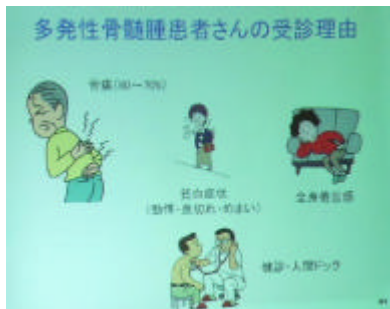 多発性骨髄腫患者さんの受診理由
骨痛(60～70%)
貧血症状
(動悸・息切れ・めまい)
全身倦怠感
健診・人間ドック